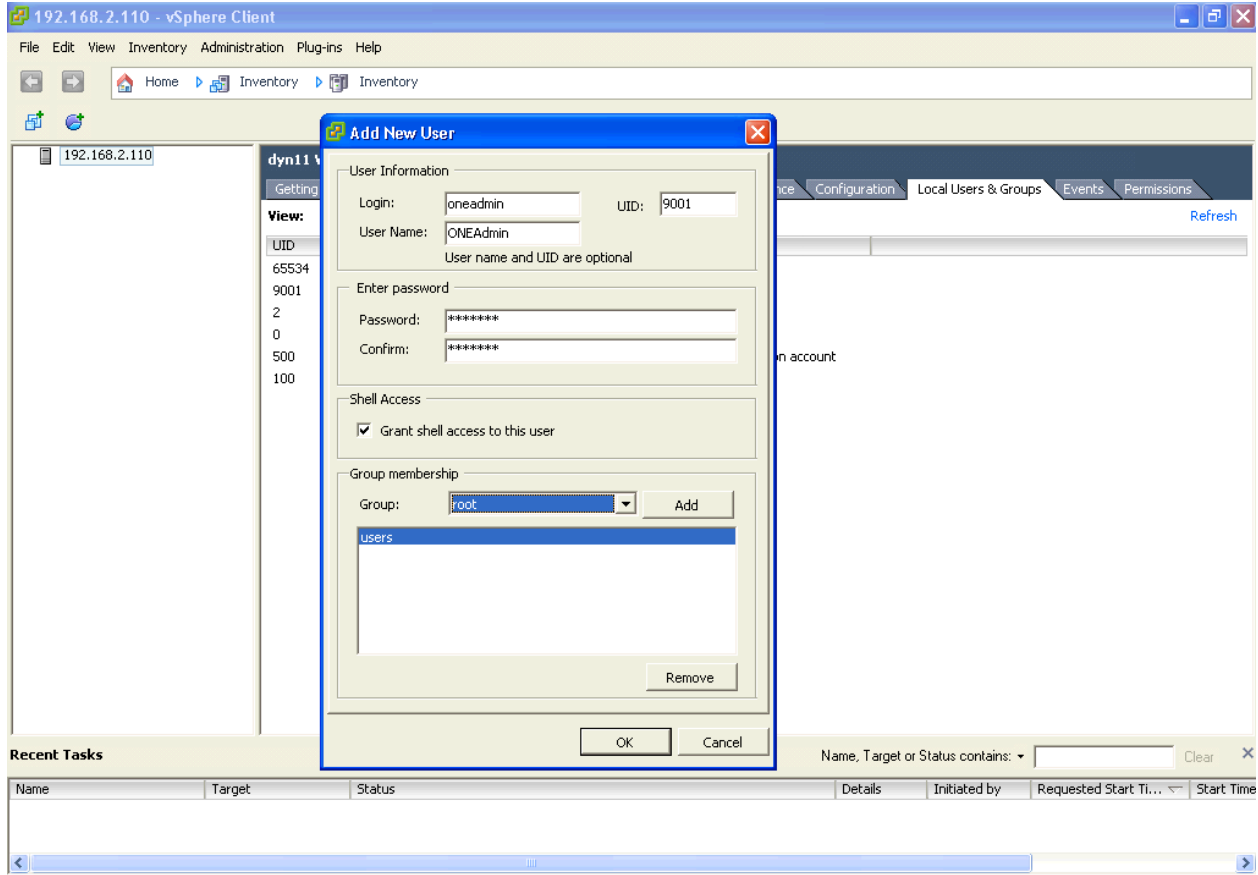 192.168.2.110 - vSphere Client
File Edit View Inventory Administration Plug-ins Help
Home Inventory Inventory
192.168.2.110
dyn11
Getting Configuration Local Users & Groups Events Permissions
View: Refresh
UID
65534
9001
2
0
500 account
100
Add New User
User Information
Login: oneadmin UID: 9001
User Name: ONEAdmin
User name and UID are optional
Enter password
Password: *******
Confirm: *******
Shell Access
Grant shell access to this user
Group membership
Group: root Add
users
Remove
OK Cancel
Recent Tasks Name, Target or Status contains: Clear
Name Target Status Details Initiated by Requested Start Ti... Start Time